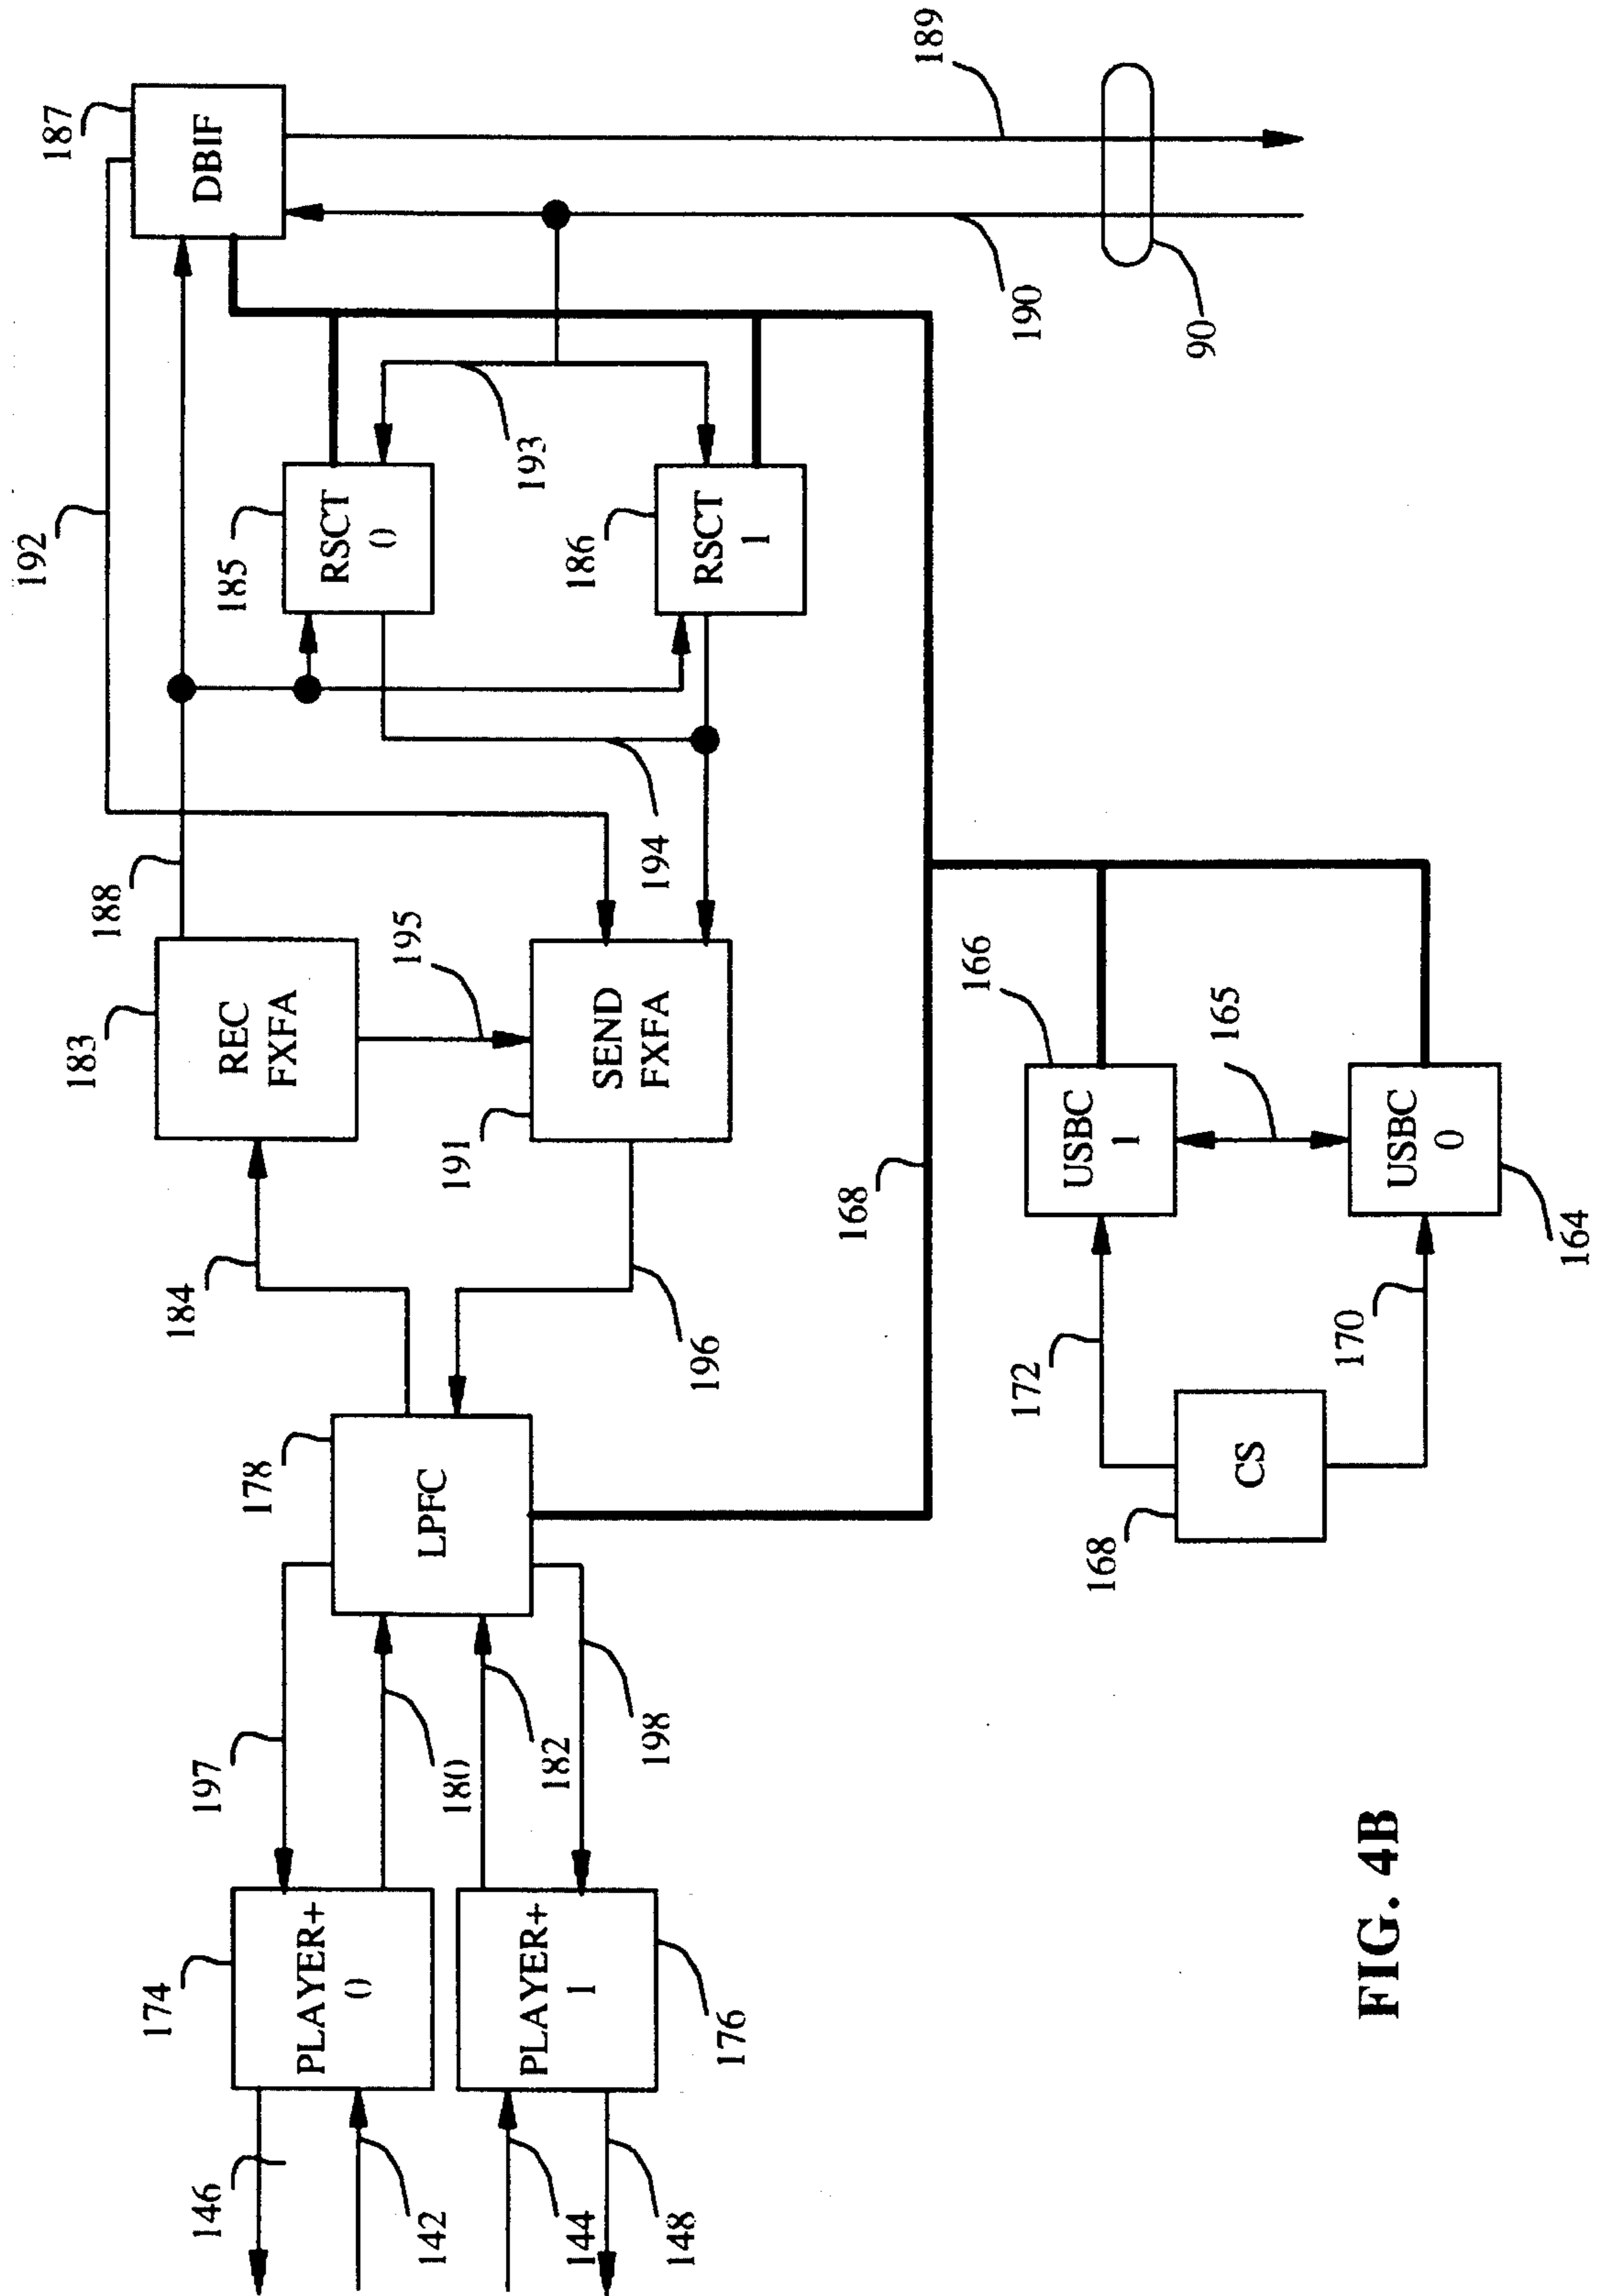 146
142
144
148
174
PLAYER+
0
PLAYER+
1
176
197
180
182
198
178
LPFC
184
196
183
REC
FXFA
195
191
SEND
FXFA
188
192
194
185
RSCT
0
186
RSCT
1
193
187
DBIF
189
190
90
168
168
CS
172
170
166
USBC
1
165
USBC
0
164
FIG. 4B